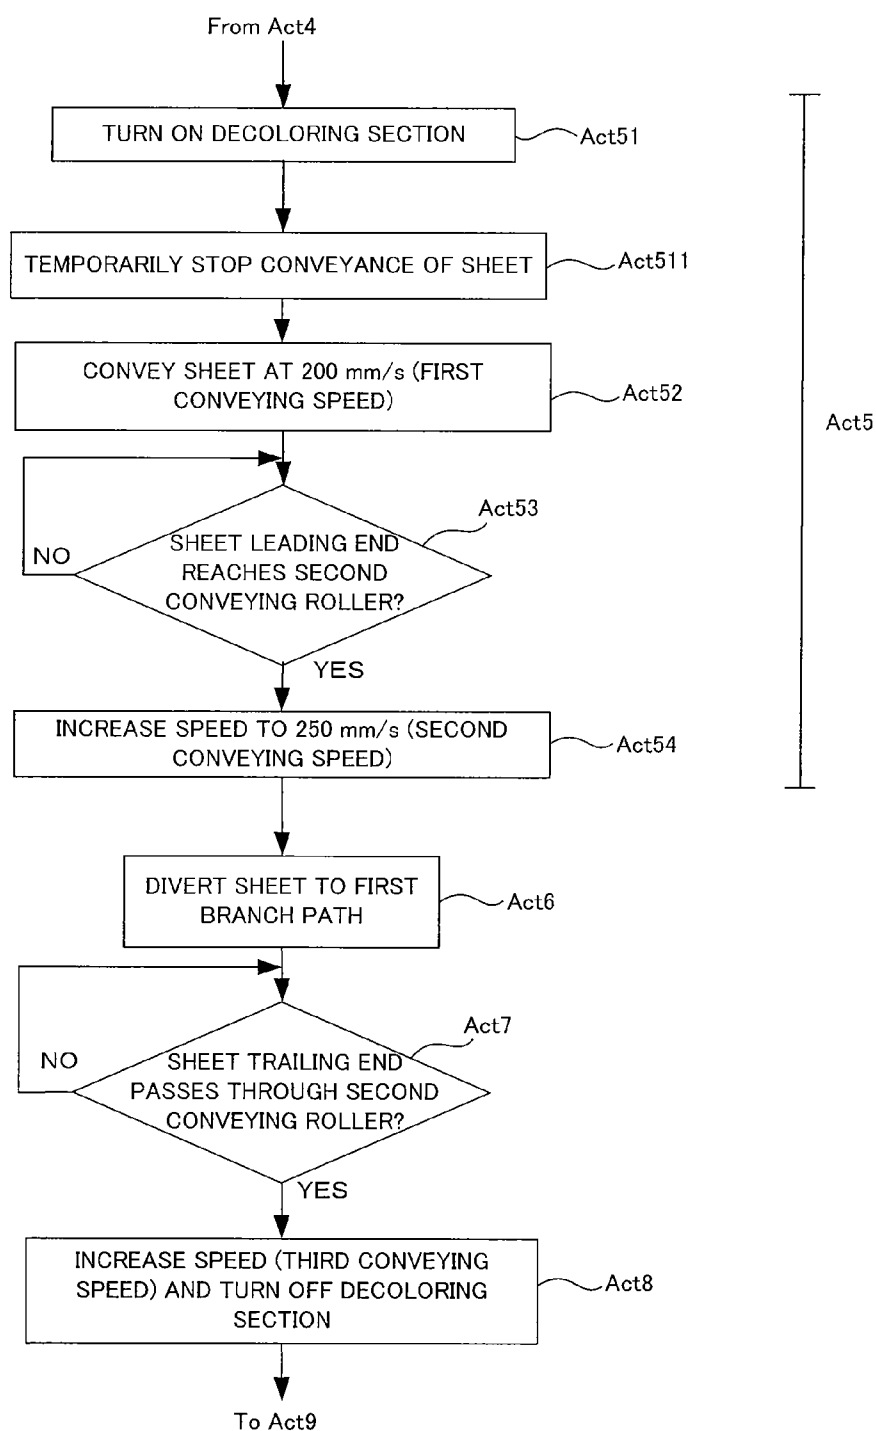 From Act4
TURN ON DECOLORING SECTION
Act51
TEMPORARILY STOP CONVEYANCE OF SHEET
Act511
CONVEY SHEET AT 200 mm/s (FIRST
CONVEYING SPEED)
Act52
Act5
Act53
SHEET LEADING END
REACHES SECOND
CONVEYING ROLLER?
NO
YES
INCREASE SPEED TO 250 mm/s (SECOND
CONVEYING SPEED)
Act54
DIVERT SHEET TO FIRST
BRANCH PATH
Act6
Act7
SHEET TRAILING END
PASSES THROUGH SECOND
CONVEYING ROLLER?
NO
YES
INCREASE SPEED (THIRD CONVEYING
SPEED) AND TURN OFF DECOLORING
SECTION
Act8
To Act9